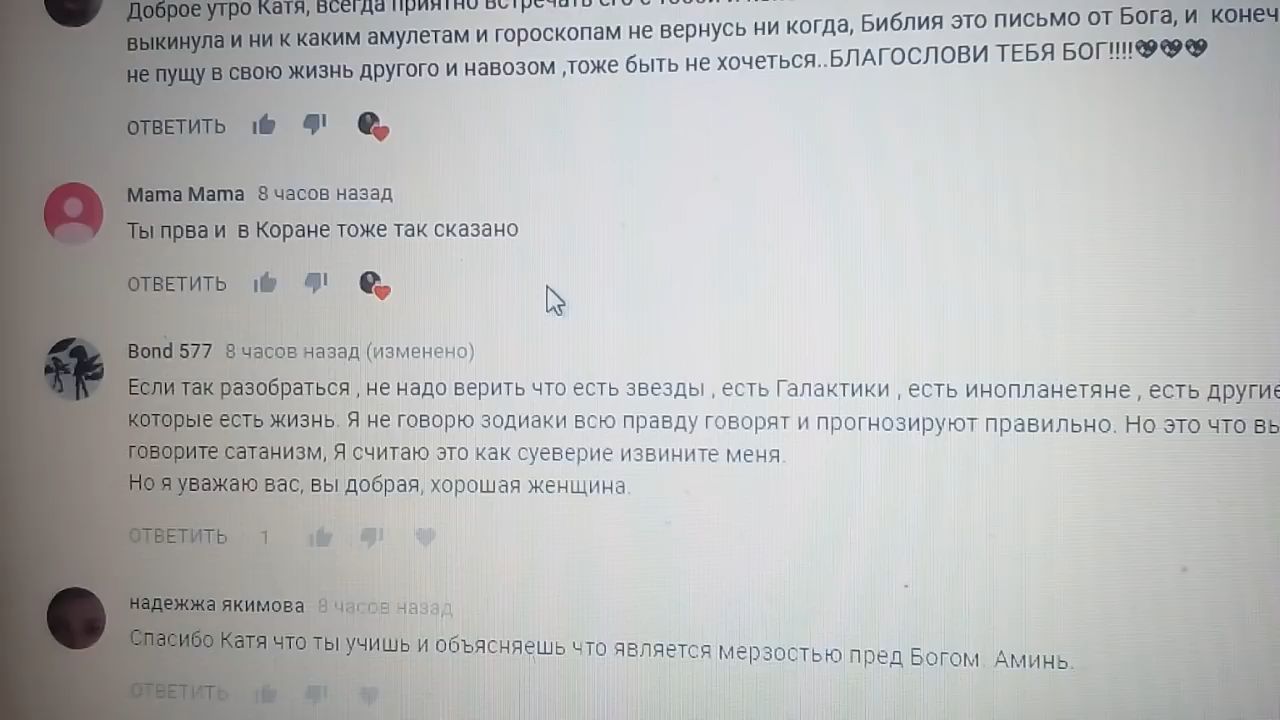 Доброе утро Катя, всегда приятно встречать его с тобой и
выкинула и ни к каким амулетам и гороскопам не вернусь ни когда, Библия это письмо от Бога, и конеч
не пущу в свою жизнь другого и навозом ,тоже быть не хочеться..БЛАГОСЛОВИ ТЕБЯ БОГ!!!!💖💖💖
ОТВЕТИТЬ
Mama Mama 8 часов назад
Ты прва и в Коране тоже так сказано
ОТВЕТИТЬ
Bond 577 8 часов назад (изменено)
Если так разобраться , не надо верить что есть звезды , есть Галактики , есть инопланетяне , есть другие
которые есть жизнь. Я не говорю зодиаки всю правду говорят и прогнозируют правильно. Но это что вы
говорите сатанизм, Я считаю это как суеверие извините меня.
Но я уважаю вас, вы добрая, хорошая женщина.
ОТВЕТИТЬ 1
надежжа якимова 8 часов назад
Спасибо Катя что ты учишь и объясняешь что является мерзостью пред Богом. Аминь.
ОТВЕТИТЬ